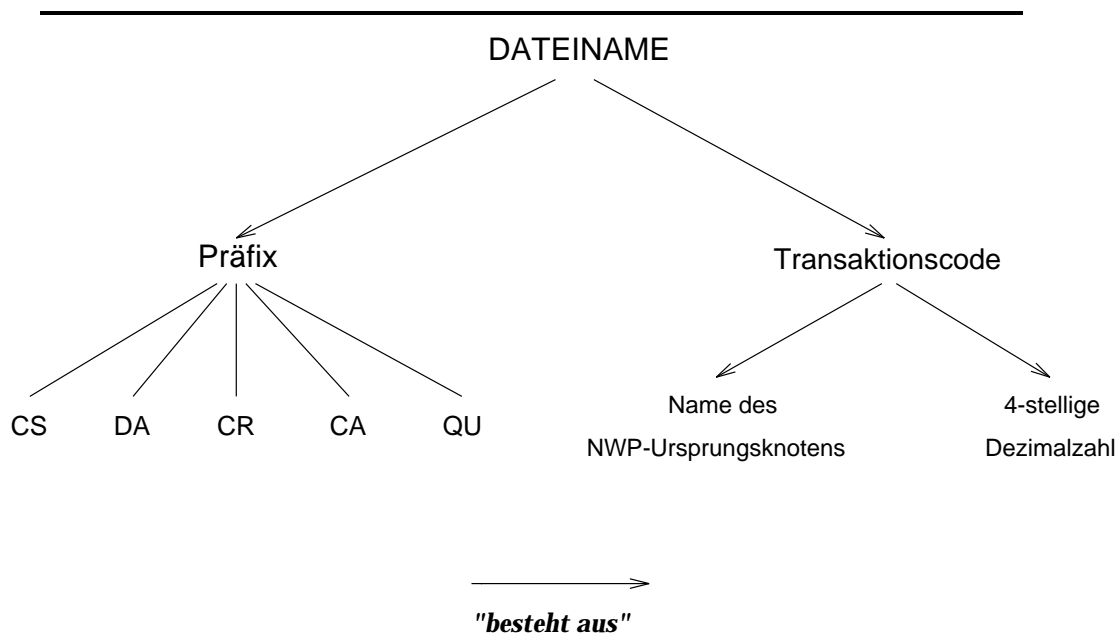 DATEINAME
Präfix
Transaktionscode
CS DA CR CA QU
Name des
NWP-Ursprungsknotens
4-stellige
Dezimalzahl
"besteht aus"